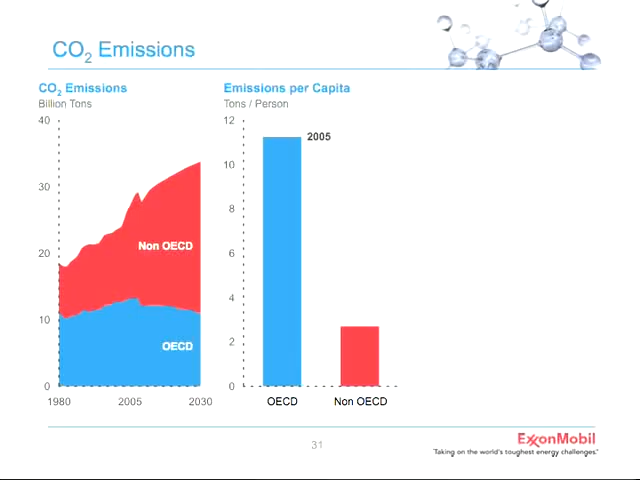 CO2 Emissions
CO2 Emissions
Billion Tons
40
30
20
10
0
1980 2005 2030
Non OECD
OECD
Emissions per Capita
Tons / Person
12
10
8
6
4
2
0
2005
OECD Non OECD
31
ExxonMobil
Taking on the world's toughest energy challenges.™